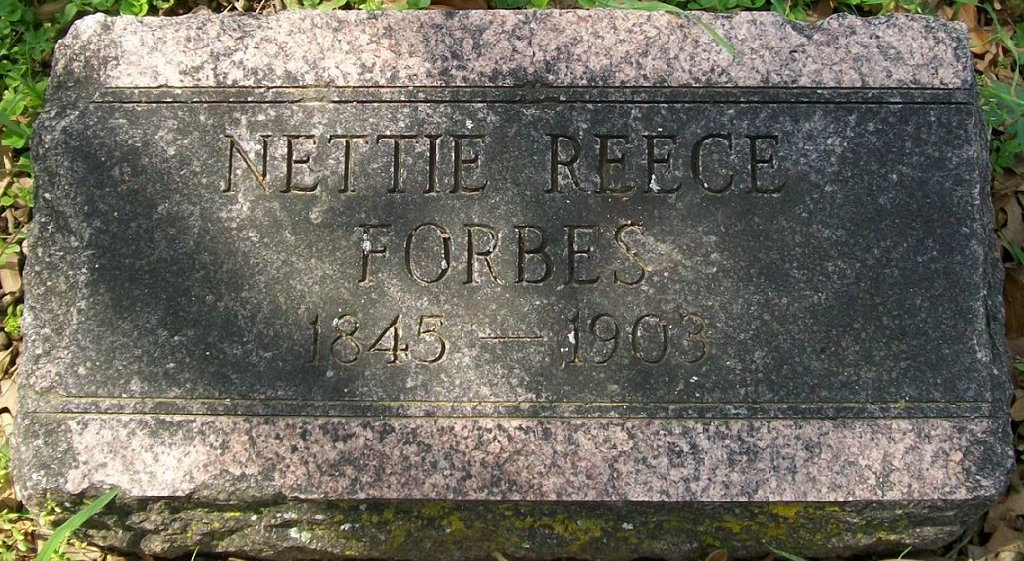 NETTIE REECE
FORBES
1845 — 1903